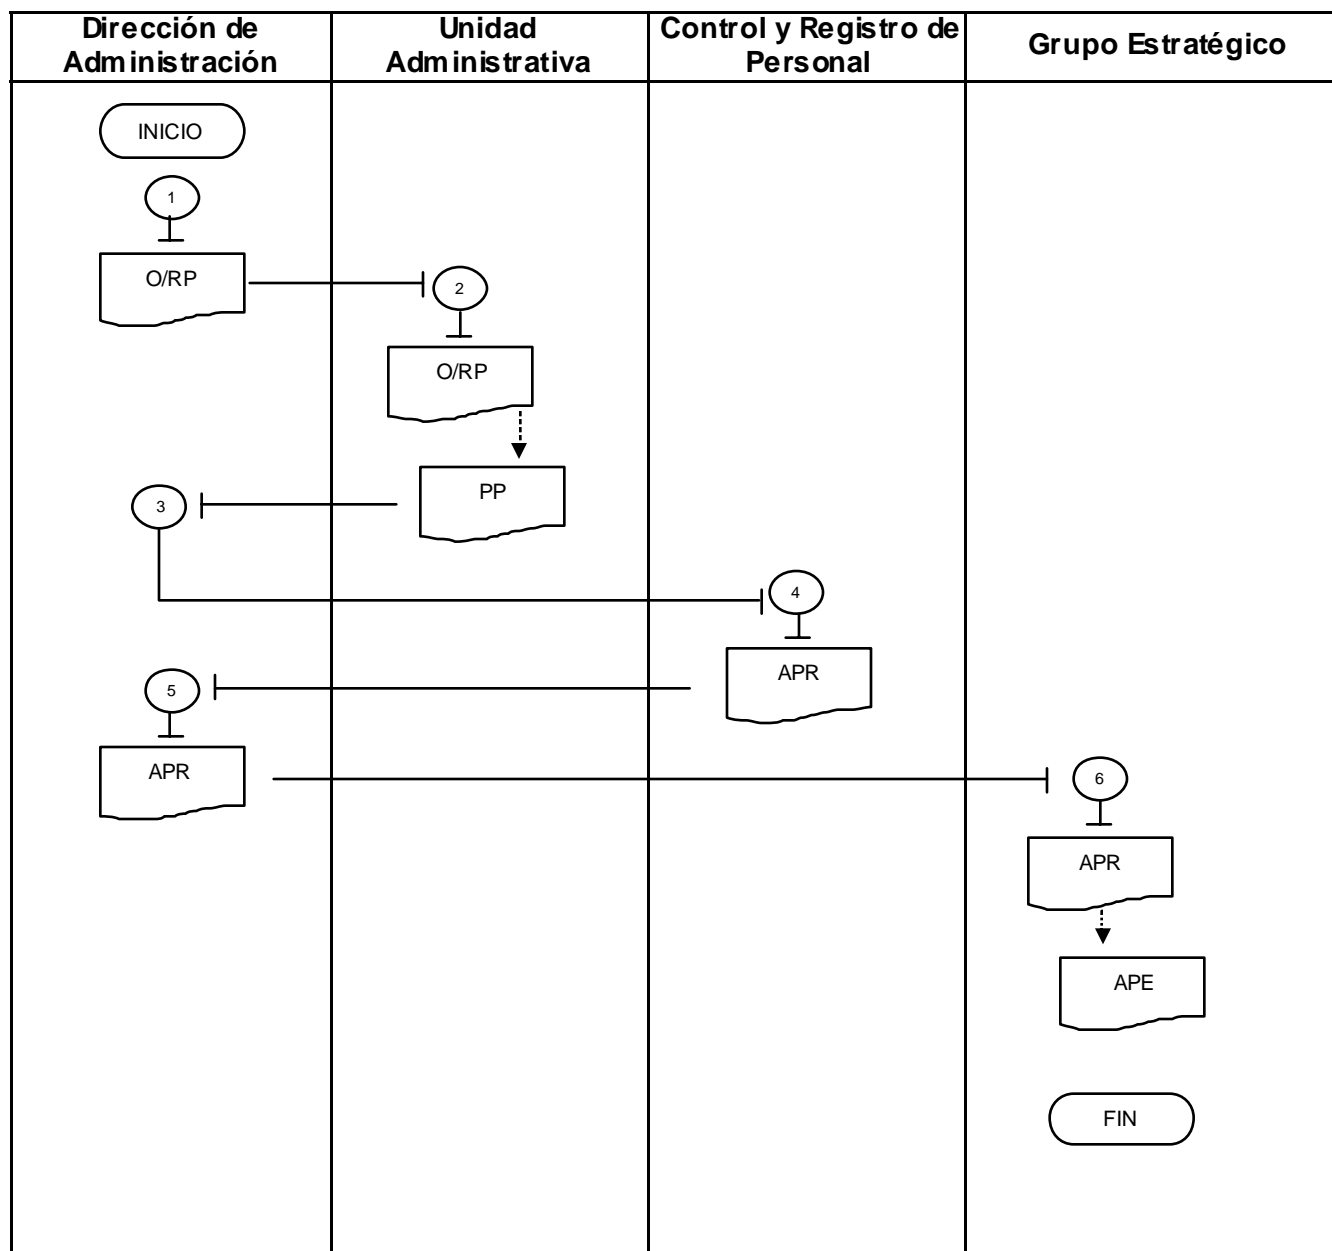 Dirección de
Administración
Unidad
Administrativa
Control y Registro de
Personal
Grupo Estratégico
INICIO
1
O/RP
2
O/RP
PP
3
4
APR
5
APR
6
APR
APE
FIN